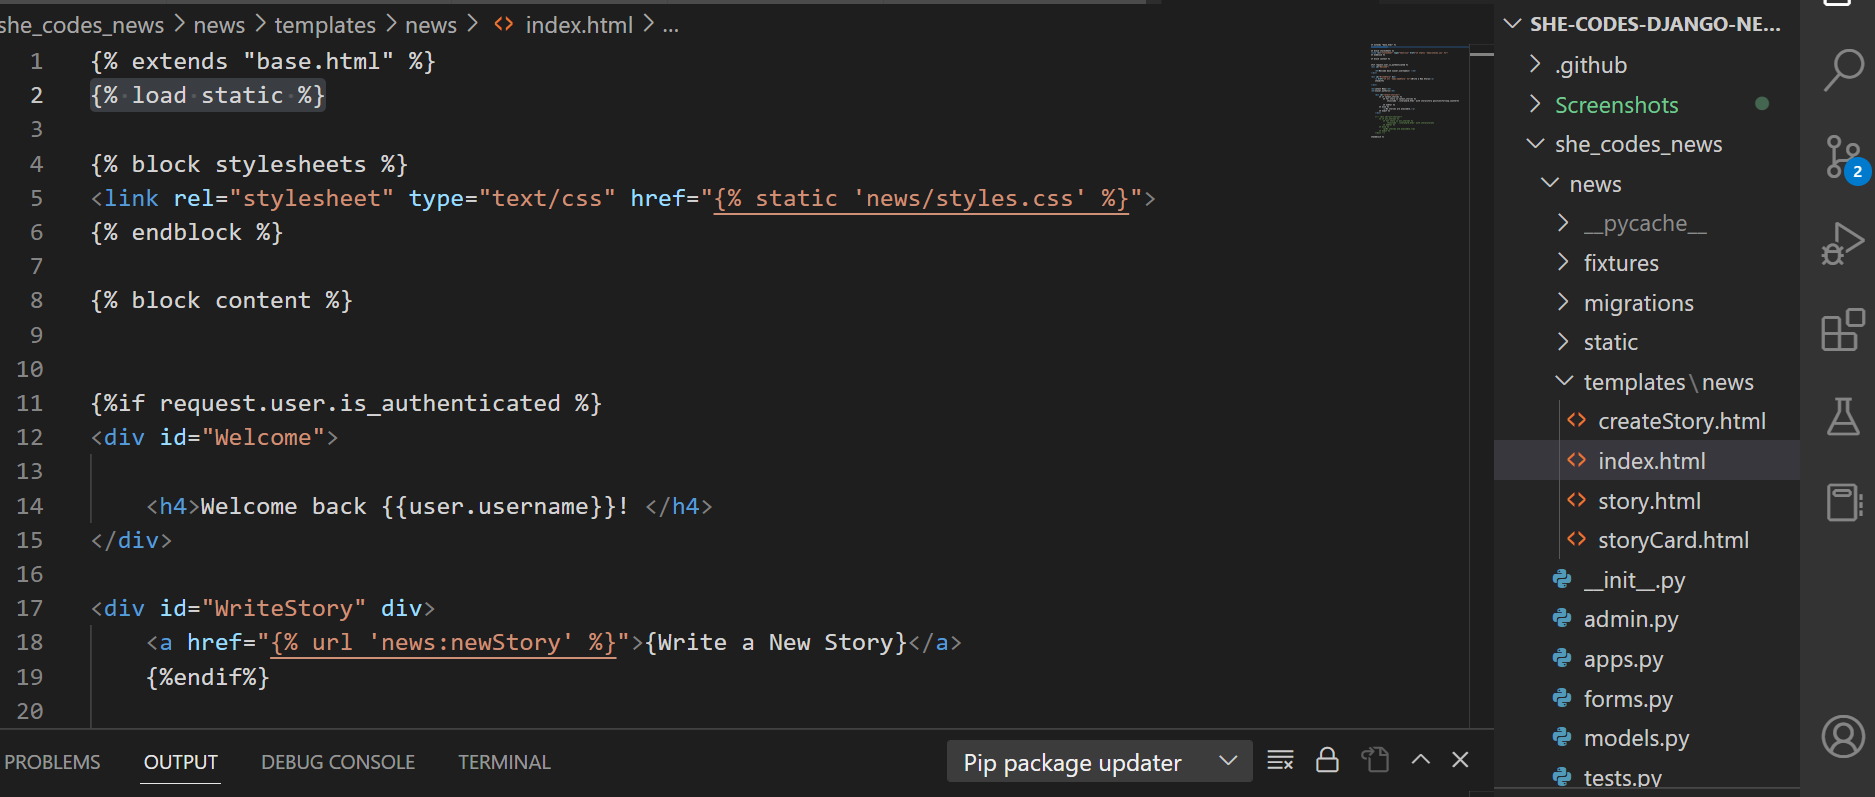 she_codes_news > news > templates > news > <> index.html > ...
1 {% extends "base.html" %}
2 {% load static %}
3
4 {% block stylesheets %}
5 <link rel="stylesheet" type="text/css" href="{% static 'news/styles.css' %}">
6 {% endblock %}
7
8 {% block content %}
9
10
11 {%if request.user.is_authenticated %}
12 <div id="Welcome">
13
14 <h4>Welcome back {{user.username}}! </h4>
15 </div>
16
17 <div id="WriteStory" div>
18 <a href="{% url 'news:newStory' %}">{Write a New Story}</a>
19 {%endif%}
20
PROBLEMS OUTPUT DEBUG CONSOLE TERMINAL Pip package updater
SHE-CODES-DJANGO-NE...
.github
Screenshots
she_codes_news
news
__pycache__
fixtures
migrations
static
templates\news
<> createStory.html
<> index.html
<> story.html
<> storyCard.html
__init__.py
admin.py
apps.py
forms.py
models.py
tests.py
2